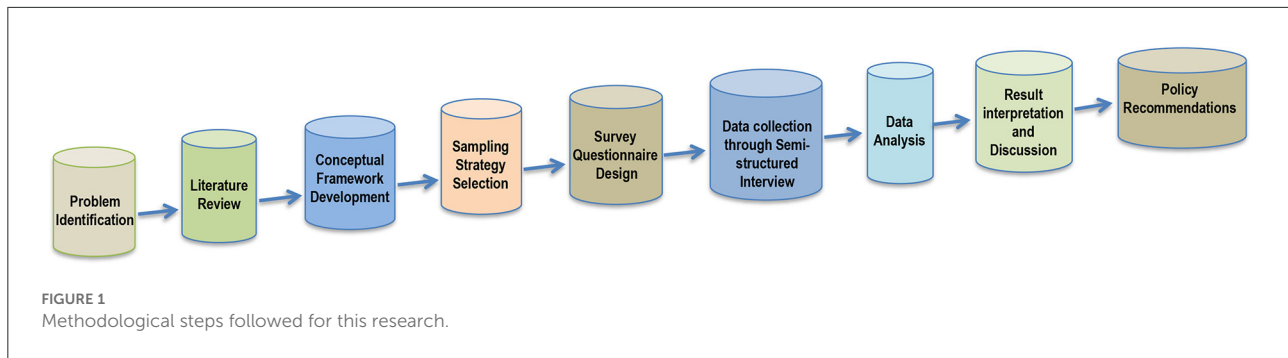 Problem
Identification
Literature
Review
Conceptual
Framework
Development
Sampling
Strategy
Selection
Survey
Questionnaire
Design
Data collection
through Semi-
structured
Interview
Data
Analysis
Result
interpretation
and
Discussion
Policy
Recommendations
FIGURE 1
Methodological steps followed for this research.